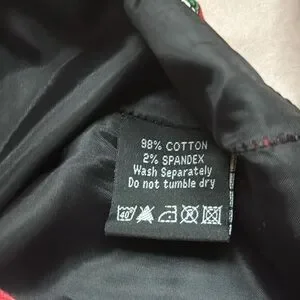 98% COTTON
2% SPANDEX
Wash Separately
Do not tumble dry
40